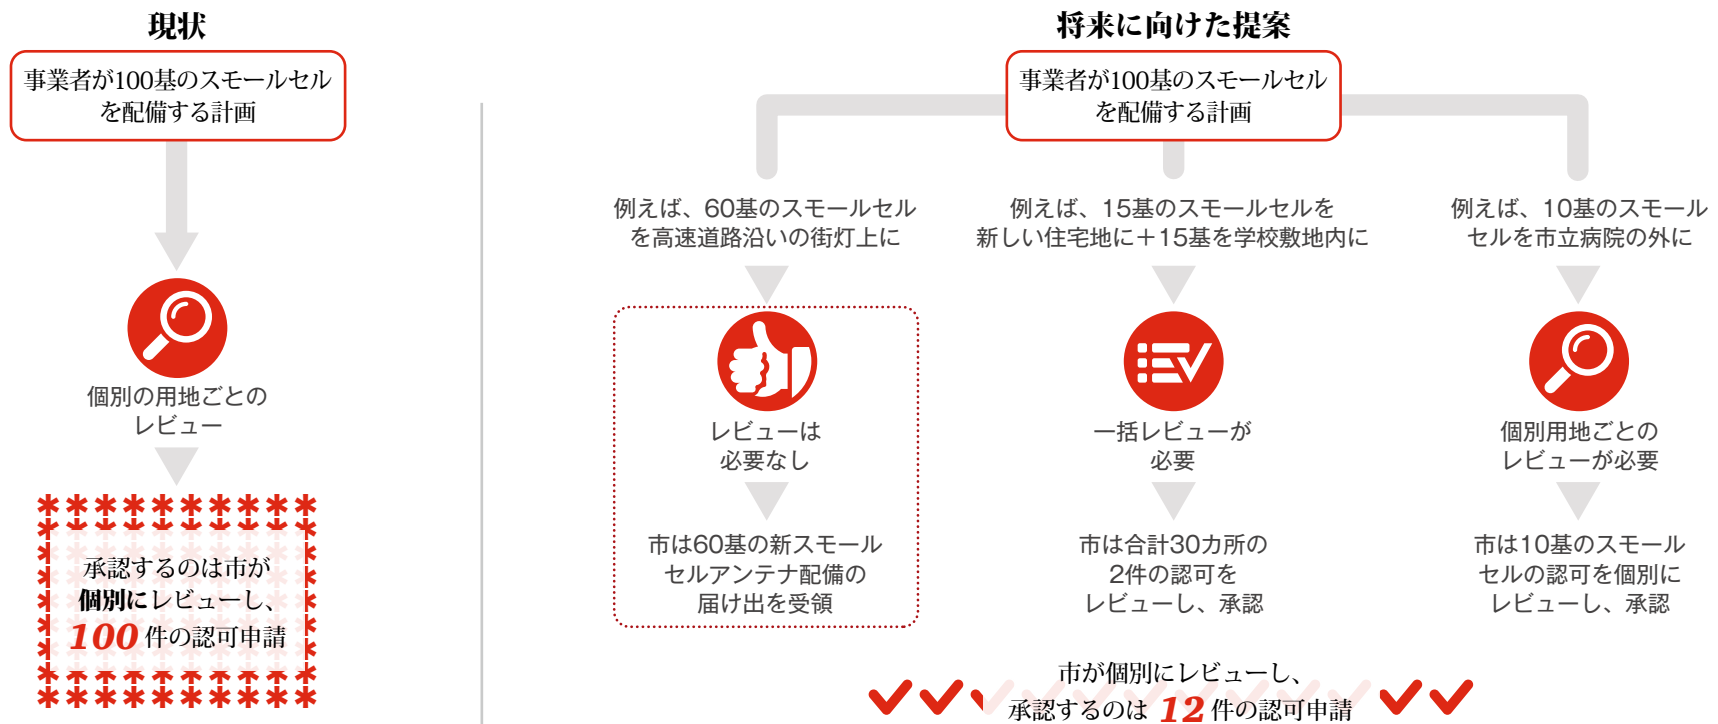 現状
事業者が100基のスモールセル
を配備する計画
個別の用地ごとの
レビュー
承認するのは市が
個別にレビューし、
100 件の認可申請
将来に向けた提案
事業者が100基のスモールセル
を配備する計画
例えば、60基のスモールセル
を高速道路沿いの街灯上に
レビューは
必要なし
市は60基の新スモール
セルアンテナ配備の
届け出を受領
例えば、15基のスモールセルを
新しい住宅地に＋15基を学校敷地内に
一括レビューが
必要
市は合計30カ所の
2件の認可を
レビューし、承認
例えば、10基のスモール
セルを市立病院の外に
個別用地ごとの
レビューが必要
市は10基のスモール
セルの認可を個別に
レビューし、承認
市が個別にレビューし、
承認するのは 12 件の認可申請